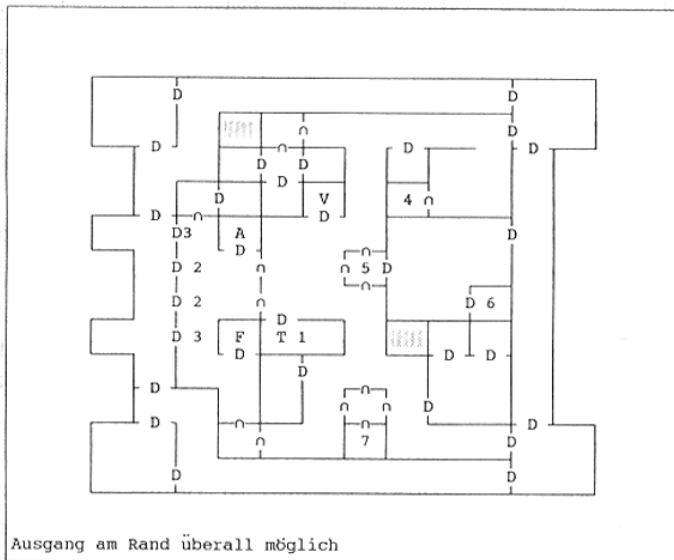 D D
∩ D
D D D
∩
D D
D
D V 4 ∩
D ∩ D
D3 A D
D ∩
D 2 ∩ ∩ 5 D
∩
D 2 ∩ D 6
D
D 3 F T 1
D D D
D
D ∩
∩ ∩ D
D ∩ ∩ D
∩ 7 D
D D
Ausgang am Rand überall möglich